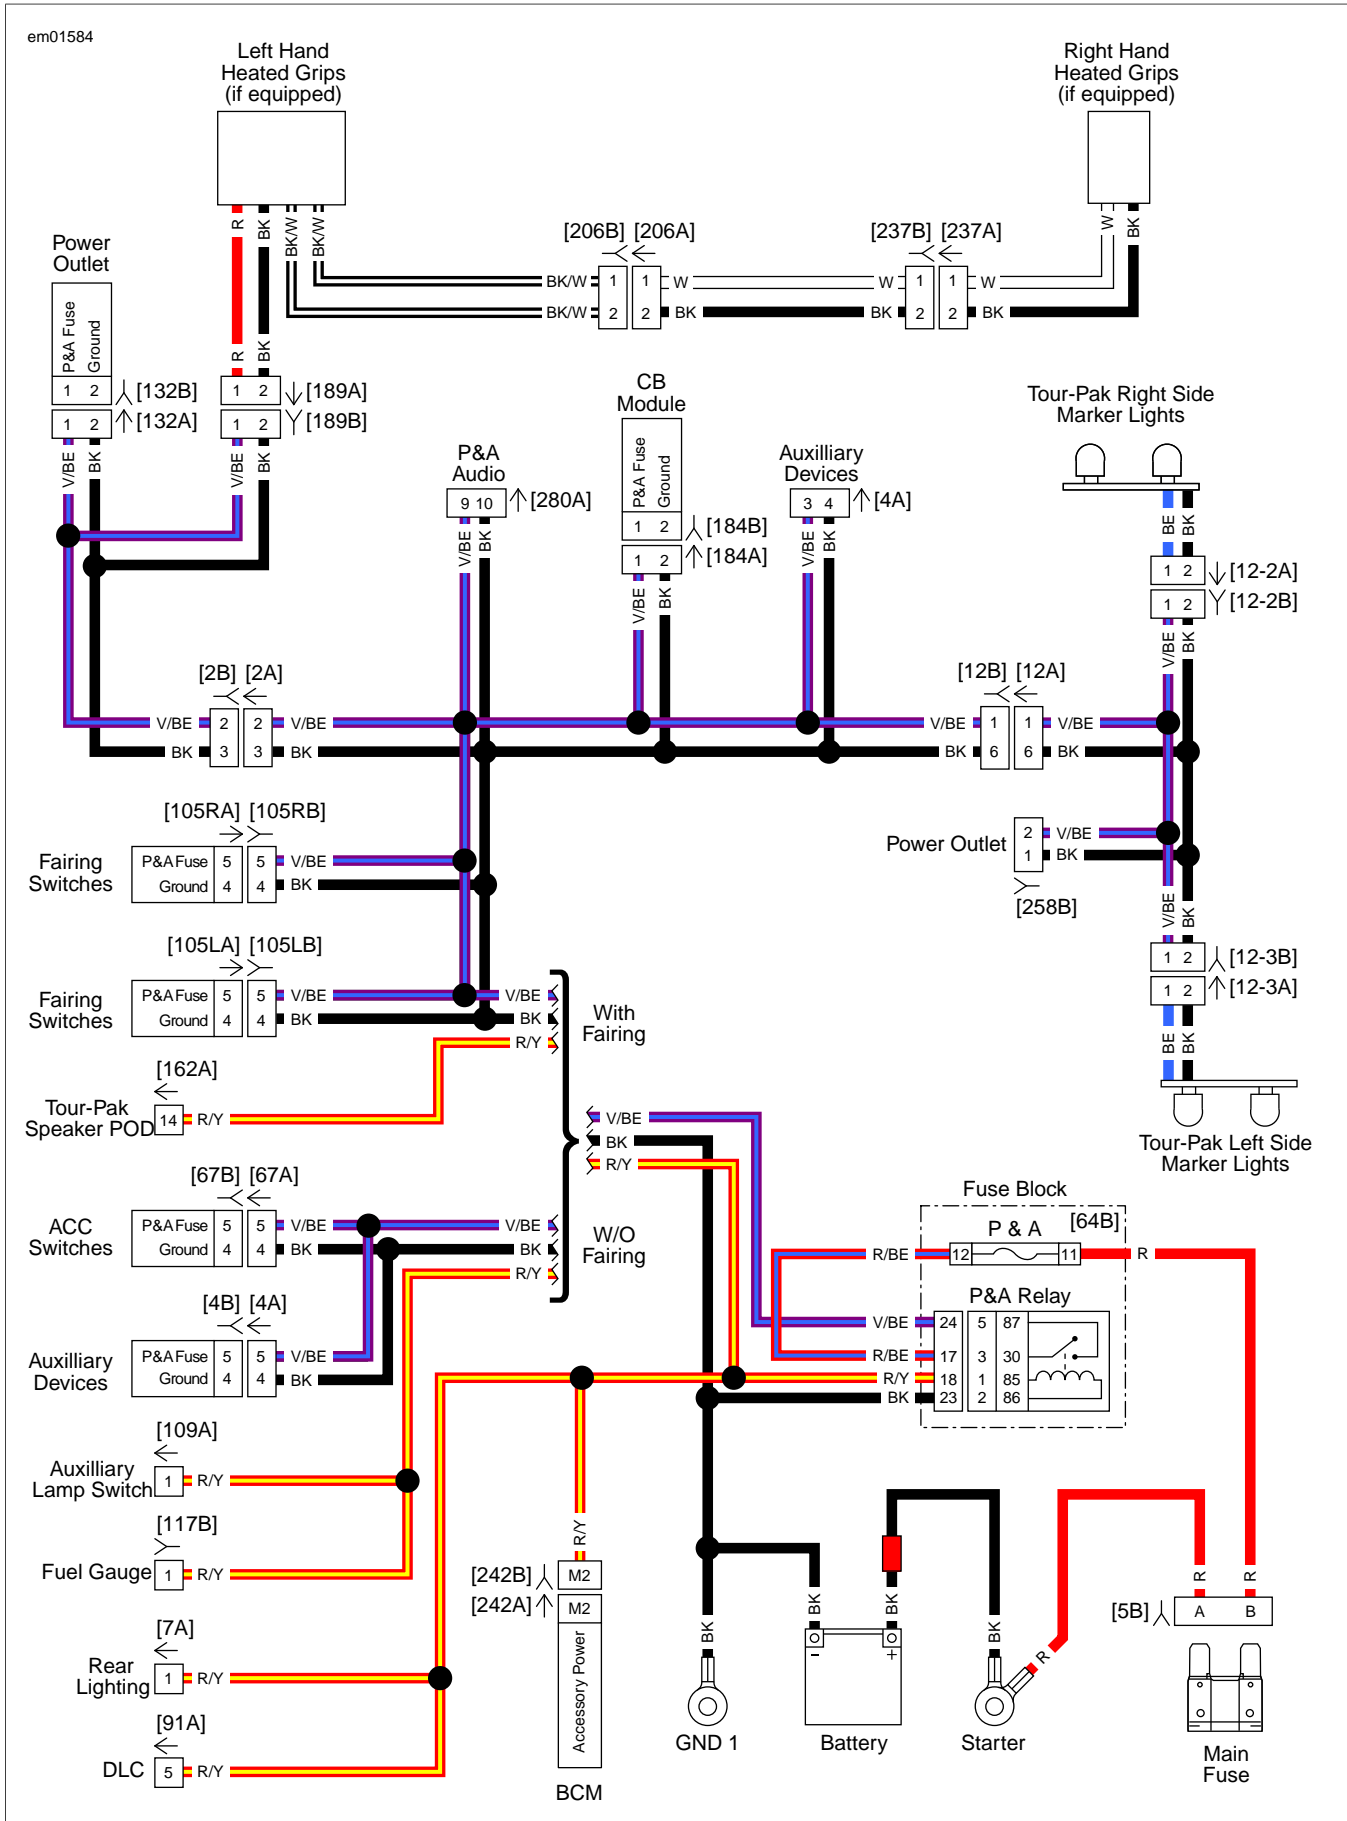 em01584
Left Hand
Heated Grips
(if equipped)
Right Hand
Heated Grips
(if equipped)
R
BK
BK/W
BK/W
W
BK
[206B] [206A]
[237B] [237A]
BK/W 1 1 W W 1 1 W
BK/W 2 2 BK BK 2 2 BK
Power
Outlet
P&A Fuse
Ground
1 2 [132B]
1 2 [132A]
V/BE
BK
R
BK
1 2 [189A]
1 2 [189B]
V/BE
BK
P&A
Audio
9 10 [280A]
V/BE
BK
CB
Module
P&A Fuse
Ground
1 2 [184B]
1 2 [184A]
V/BE
BK
Auxilliary
Devices
3 4 [4A]
V/BE
BK
Tour-Pak Right Side
Marker Lights
BE
BK
1 2 [12-2A]
1 2 [12-2B]
V/BE
BK
[2B] [2A]
V/BE 2 2 V/BE
BK 3 3 BK
[12B] [12A]
V/BE 1 1 V/BE
BK 6 6 BK
[105RA] [105RB]
Fairing
Switches
P&A Fuse 5 5 V/BE
Ground 4 4 BK
Power Outlet
2 V/BE
1 BK
[258B]
V/BE
BK
1 2 [12-3B]
1 2 [12-3A]
BE
BK
Tour-Pak Left Side
Marker Lights
[105LA] [105LB]
Fairing
Switches
P&A Fuse 5 5 V/BE V/BE
Ground 4 4 BK BK
R/Y
With
Fairing
[162A]
Tour-Pak
Speaker POD
14 R/Y
V/BE
BK
R/Y
[67B] [67A]
ACC
Switches
P&A Fuse 5 5 V/BE V/BE
Ground 4 4 BK BK
R/Y
W/O
Fairing
[4B] [4A]
Auxilliary
Devices
P&A Fuse 5 5 V/BE
Ground 4 4 BK
Fuse Block
[64B]
P & A
R/BE 12 11 R
P&A Relay
V/BE 24 5 87
R/BE 17 3 30
R/Y 18 1 85
BK 23 2 86
[109A]
Auxilliary
Lamp Switch
1 R/Y
[117B]
Fuel Gauge 1 R/Y
[7A]
Rear
Lighting
1 R/Y
[91A]
DLC 5 R/Y
R/Y
[242B] M2
[242A] M2
Accessory Power
BCM
BK
GND 1
BK
BK
- +
Battery
BK
R
Starter
R
R
[5B] A B
Main
Fuse